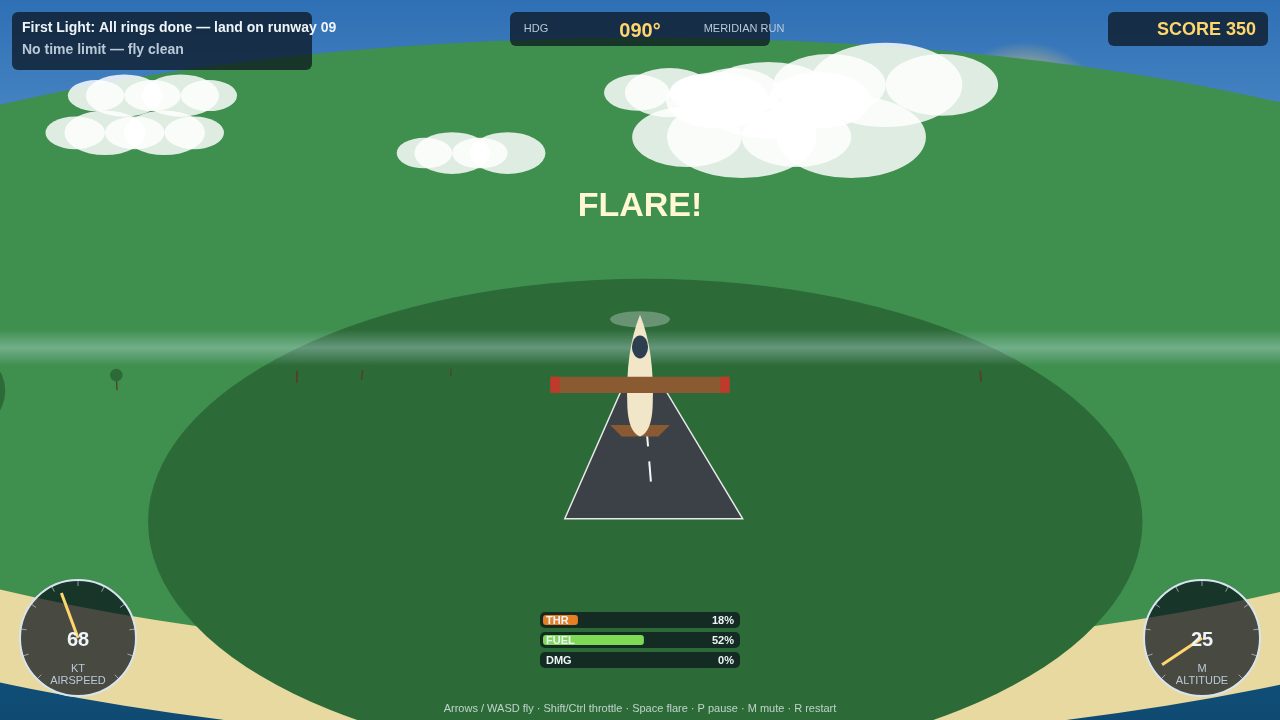 First Light: All rings done — land on runway 09
No time limit — fly clean
HDG 090° MERIDIAN RUN
SCORE 350
FLARE!
68
KT
AIRSPEED
THR 18%
FUEL 52%
DMG 0%
25
M
ALTITUDE
Arrows / WASD fly · Shift/Ctrl throttle · Space flare · P pause · M mute · R restart